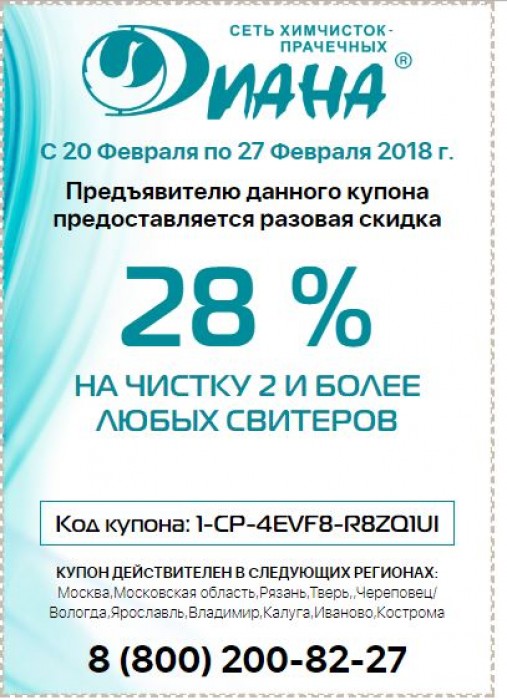 СЕТЬ ХИМЧИСТОК-
ПРАЧЕЧНЫХ
Диана®
С 20 Февраля по 27 Февраля 2018 г.
Предъявителю данного купона
предоставляется разовая скидка
28 %
НА ЧИСТКУ 2 И БОЛЕЕ
ЛЮБЫХ СВИТЕРОВ
Код купона: 1-CP-4EVF8-R8ZQ1UI
КУПОН ДЕЙСТВИТЕЛЕН В СЛЕДУЮЩИХ РЕГИОНАХ:
Москва,Московская область,Рязань,Тверь,,Череповец/
Вологда,Ярославль,Владимир,Калуга,Иваново,Кострома
8 (800) 200-82-27